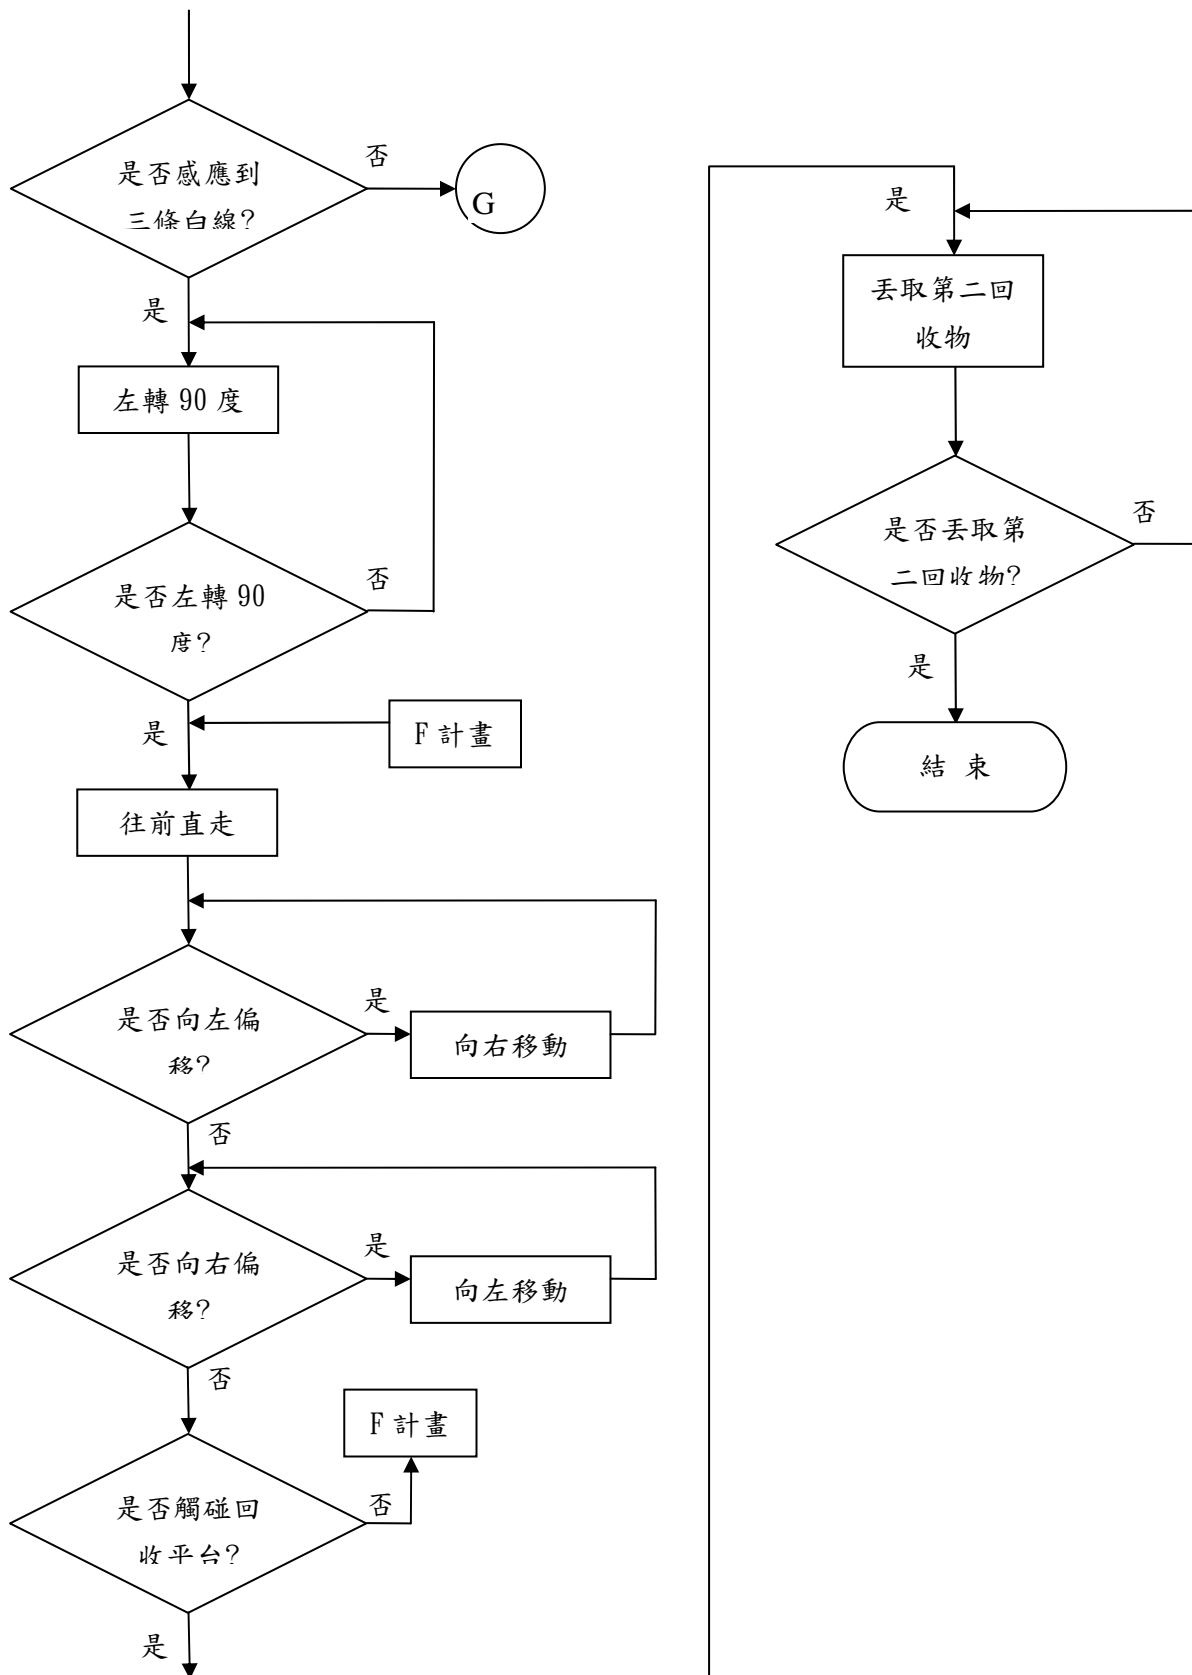 是否感應到
三條白線?
否
G
是
左轉 90 度
是否左轉 90
度?
否
是
F 計畫
往前直走
是否向左偏
移?
是
向右移動
否
是否向右偏
移?
是
向左移動
否
F 計畫
是否觸碰回
收平台?
否
是
是
丟取第二回
收物
是否丟取第
二回收物?
否
是
結 束